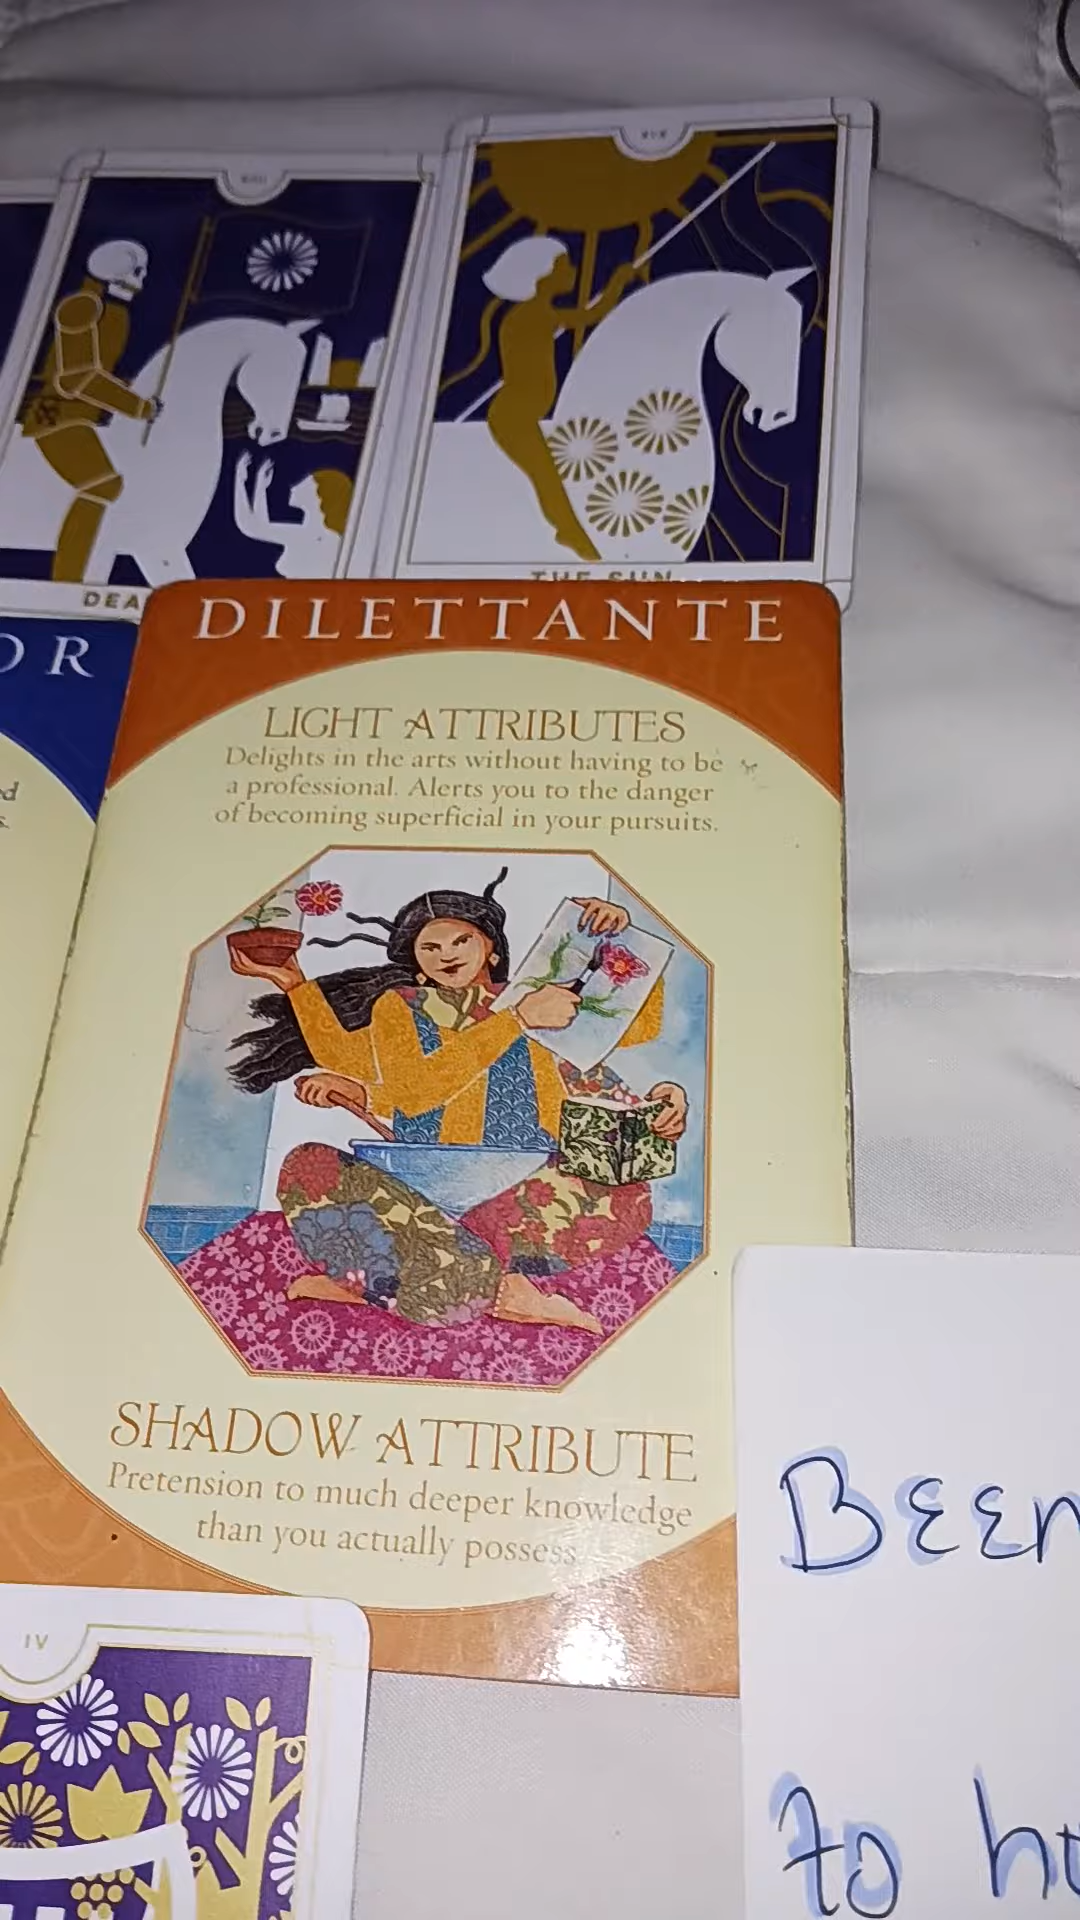 XIX
DEA
THE SUN
OR
DILETTANTE
LIGHT ATTRIBUTES
Delights in the arts without having to be
a professional. Alerts you to the danger
of becoming superficial in your pursuits.
ed
s.
SHADOW ATTRIBUTE
Pretension to much deeper knowledge
than you actually possess.
IV
BEEN
to h